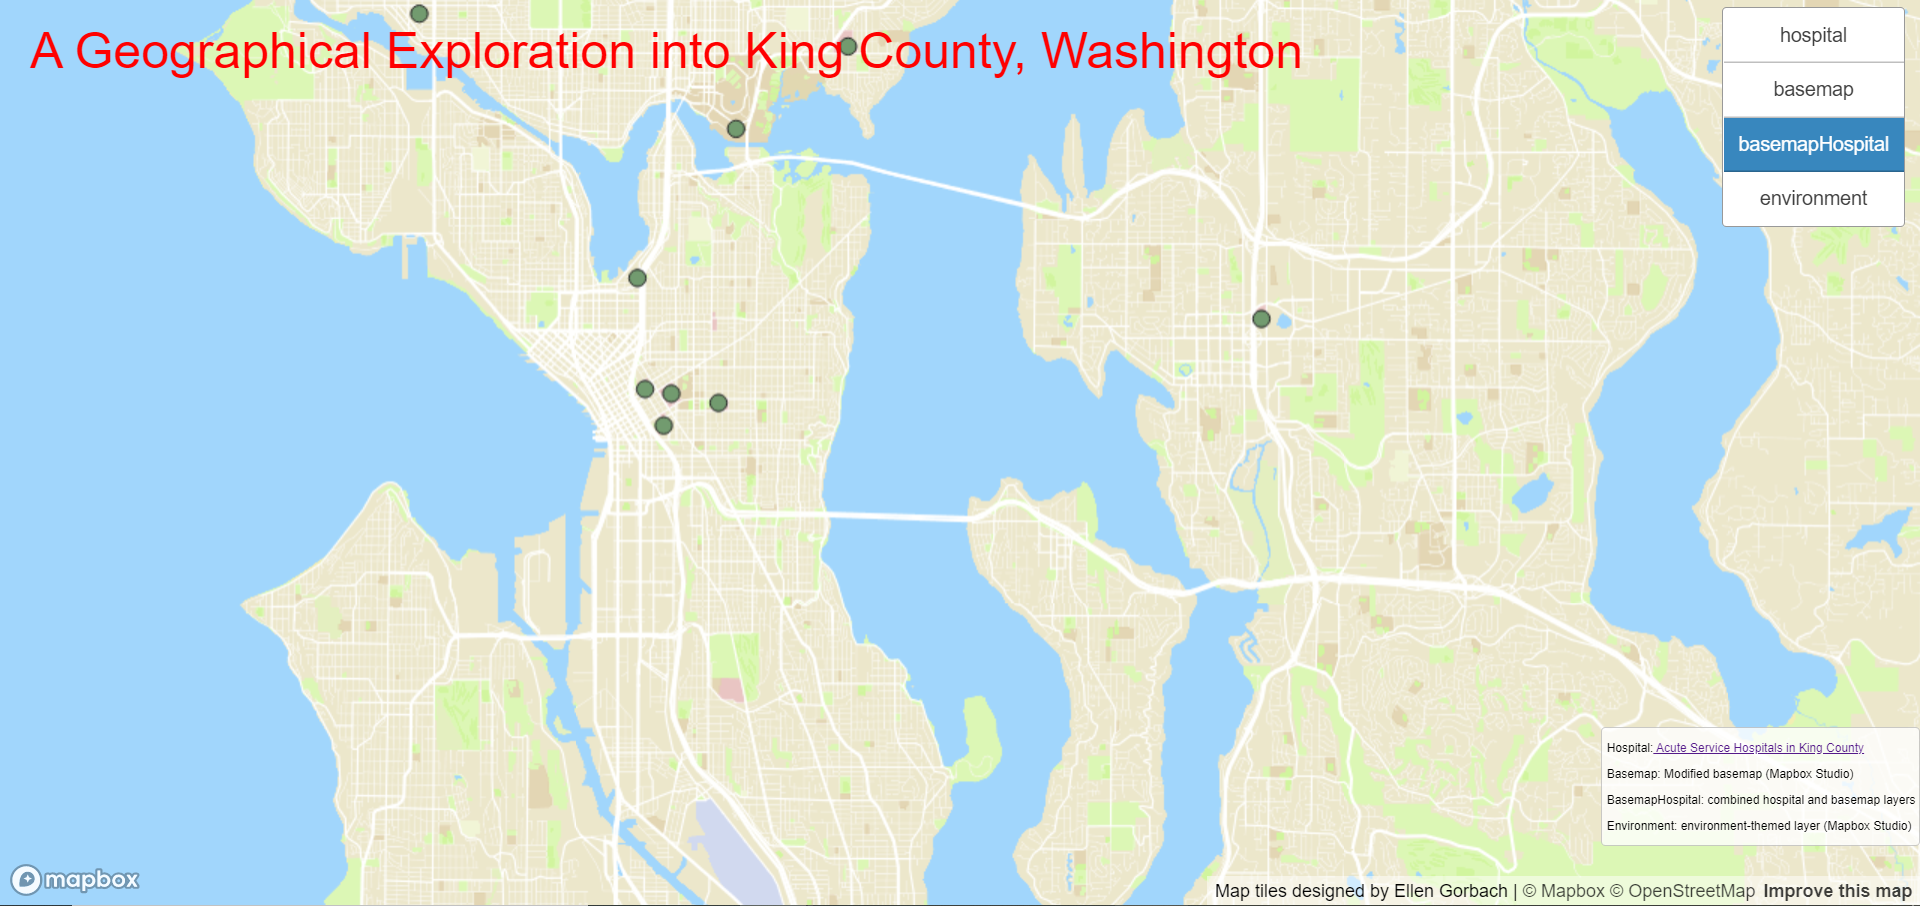 A Geographical Exploration into King County, Washington
hospital
basemap
basemapHospital
environment
Hospital: Acute Service Hospitals in King County
Basemap: Modified basemap (Mapbox Studio)
BasemapHospital: combined hospital and basemap layers
Environment: environment-themed layer (Mapbox Studio)
mapbox
Map tiles designed by Ellen Gorbach | © Mapbox © OpenStreetMap Improve this map